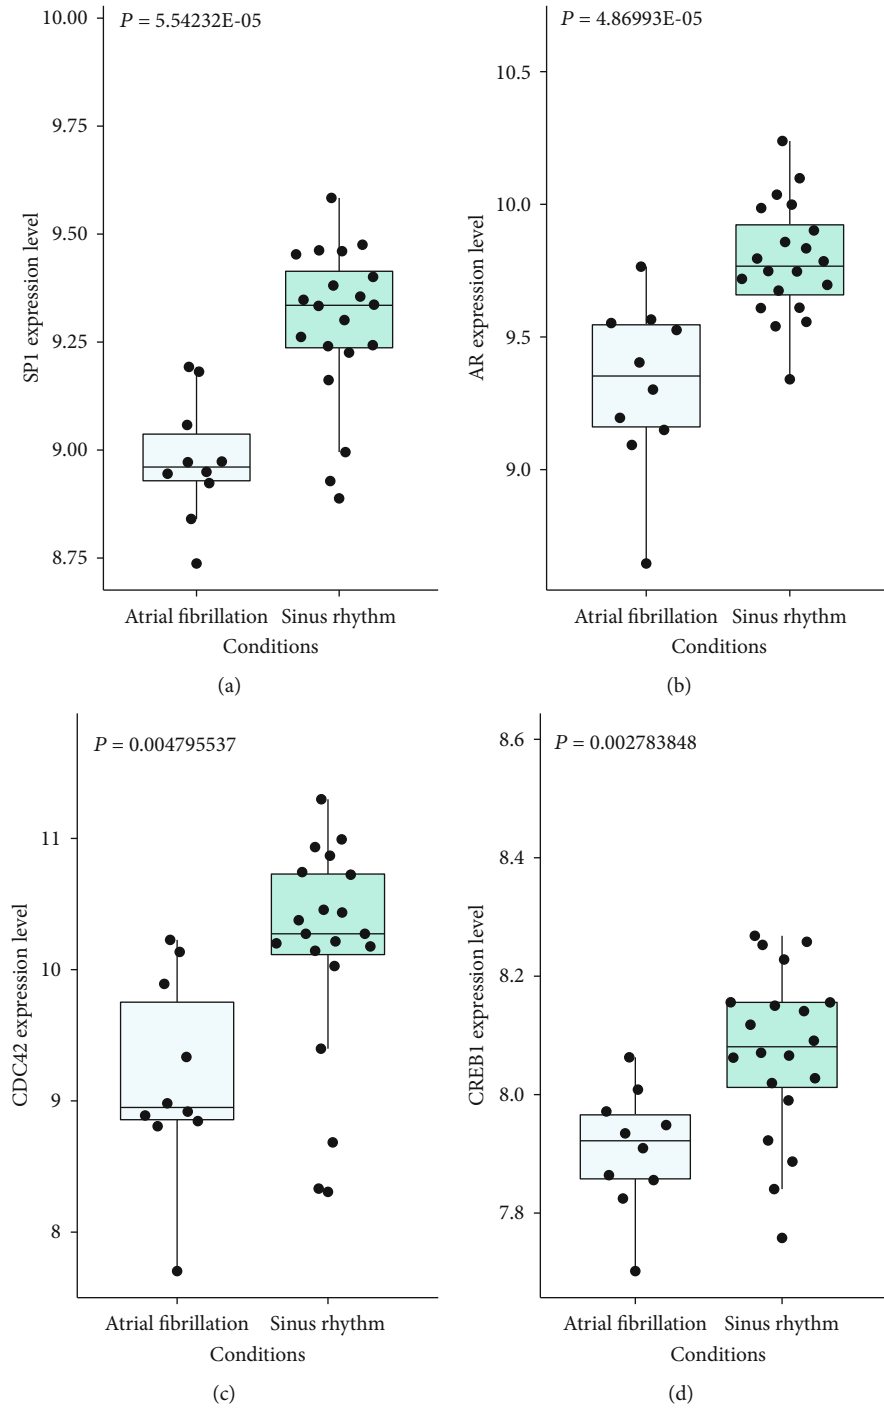 P = 5.54232E-05
10.00
9.75
9.50
9.25
9.00
8.75
SP1 expression level
Atrial fibrillation Sinus rhythm
Conditions
(a)
P = 4.86993E-05
10.5
10.0
9.5
9.0
AR expression level
Atrial fibrillation Sinus rhythm
Conditions
(b)
P = 0.004795537
11
10
9
8
CDC42 expression level
Atrial fibrillation Sinus rhythm
Conditions
(c)
P = 0.002783848
8.6
8.4
8.2
8.0
7.8
CREB1 expression level
Atrial fibrillation Sinus rhythm
Conditions
(d)